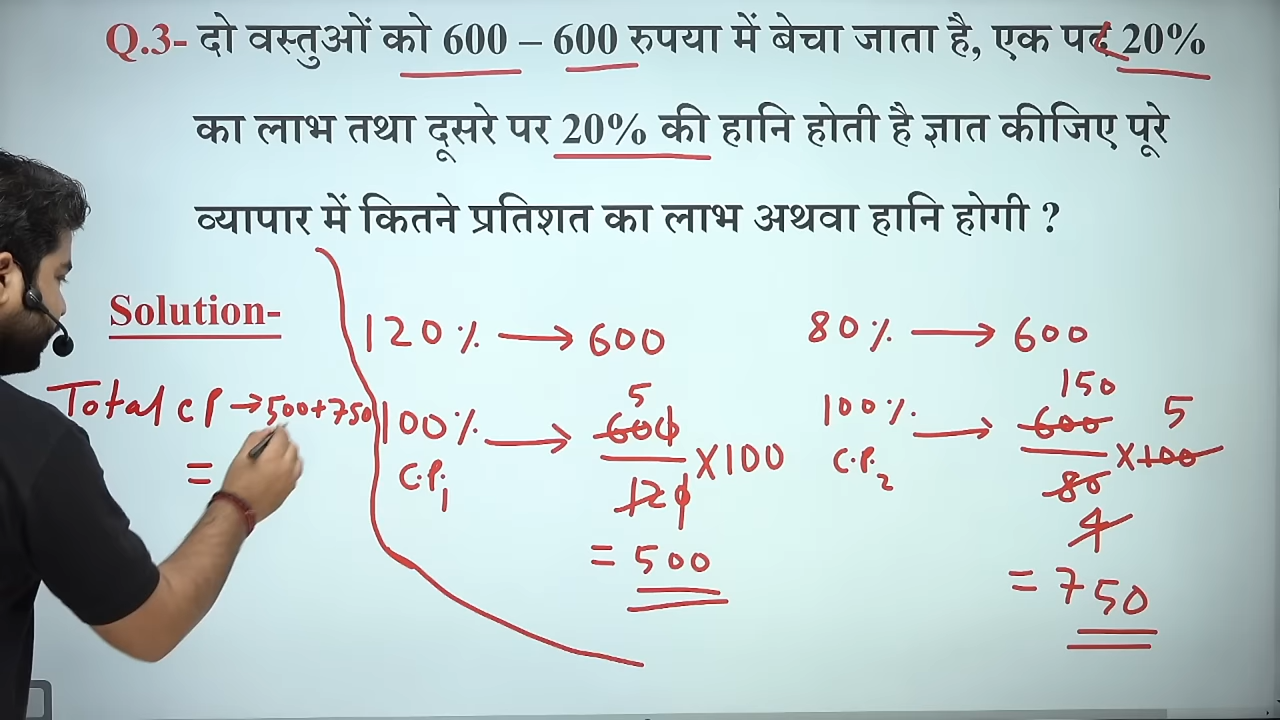 Q.3- दो वस्तुओं को 600 – 600 रुपया में बेचा जाता है, एक पर 20%
का लाभ तथा दूसरे पर 20% की हानि होती है ज्ञात कीजिए पूरे
व्यापार में कितने प्रतिशत का लाभ अथवा हानि होगी ?
Solution-
Total CP → 500+750
=
120% → 600
100% → 600/120 × 100
5
C.P.1
= 500
80% → 600
100% → 600/80 × 100
150 5
C.P.2
4
= 750